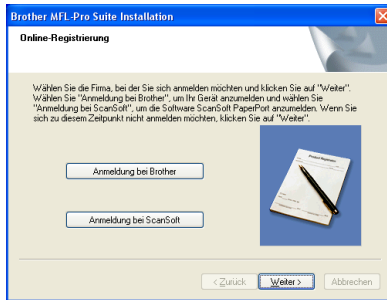 Brother MFL-Pro Suite Installation
Online-Registrierung
Wählen Sie die Firma, bei der Sie sich anmelden möchten und klicken Sie auf "Weiter".
Wählen Sie "Anmeldung bei Brother", um Ihr Gerät anzumelden und wählen Sie
"Anmeldung bei ScanSoft", um die Software ScanSoft PaperPort anzumelden. Wenn Sie
sich zu diesem Zeitpunkt nicht anmelden möchten, klicken Sie auf "Weiter".
Product Registration
Anmeldung bei Brother
Anmeldung bei ScanSoft
< Zurück
Weiter >
Abbrechen